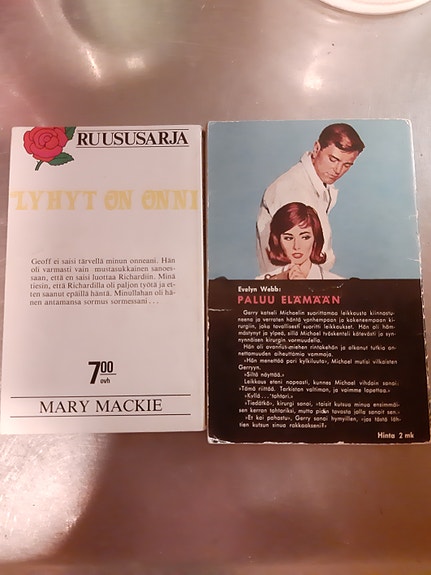 RUUSUSARJA
LYHYT ON ONNI
Geoff ei saisi tärvellä minun onneani. Hän
oli varmasti vain mustasukkainen sanoes-
saan, että en saisi luottaa Richardiin. Minä
tiesin, että Richardilla oli paljon työtä ja et-
ten saanut epäillä häntä. Minullahan oli hä-
nen antamansa sormus sormessani . . .
7 00
ovh
MARY MACKIE
Evelyn Webb:
PALUU ELÄMÄÄN
Gerry katseli Michaelin suorittamaa leikkausta kiinnostu-
neena ja verraten häntä vanhempaan ja kokeneempaan ki-
rurgiin, joka tavallisesti suoritti leikkaukset. Hän oli häm-
mästynyt ja ylpeä, sillä Michael työskenteli kätevästi ja syn-
nynnäisen kirurgin varmuudella.
Hän oli avannut miehen rintakehän ja alkanut tutkia on-
nettomuuden aiheuttamia vammoja.
»Hän menettää pari kylkiluuta», Michael mutisi vilkaisten
Gerryyn.
»Siltä näyttää.»
Leikkaus eteni nopeasti, kunnes Michael vihdoin sanoi:
»Tämä riittää. Tarkistan valtimon, ja voimme lopettaa.»
»Kyllä . . . tohtori.»
»Tiedätkö», kirurgi sanoi, »taisit kutsua minua ensimmäi-
sen kerran tohtoriksi, mutta pidän tavasta jolla sanoit sen.»
»Et kai pahastu», Gerry sanoi hymyillen, »jos tästä läh-
tien kutsun sinua rakkaakseni?»
Hinta 2 mk